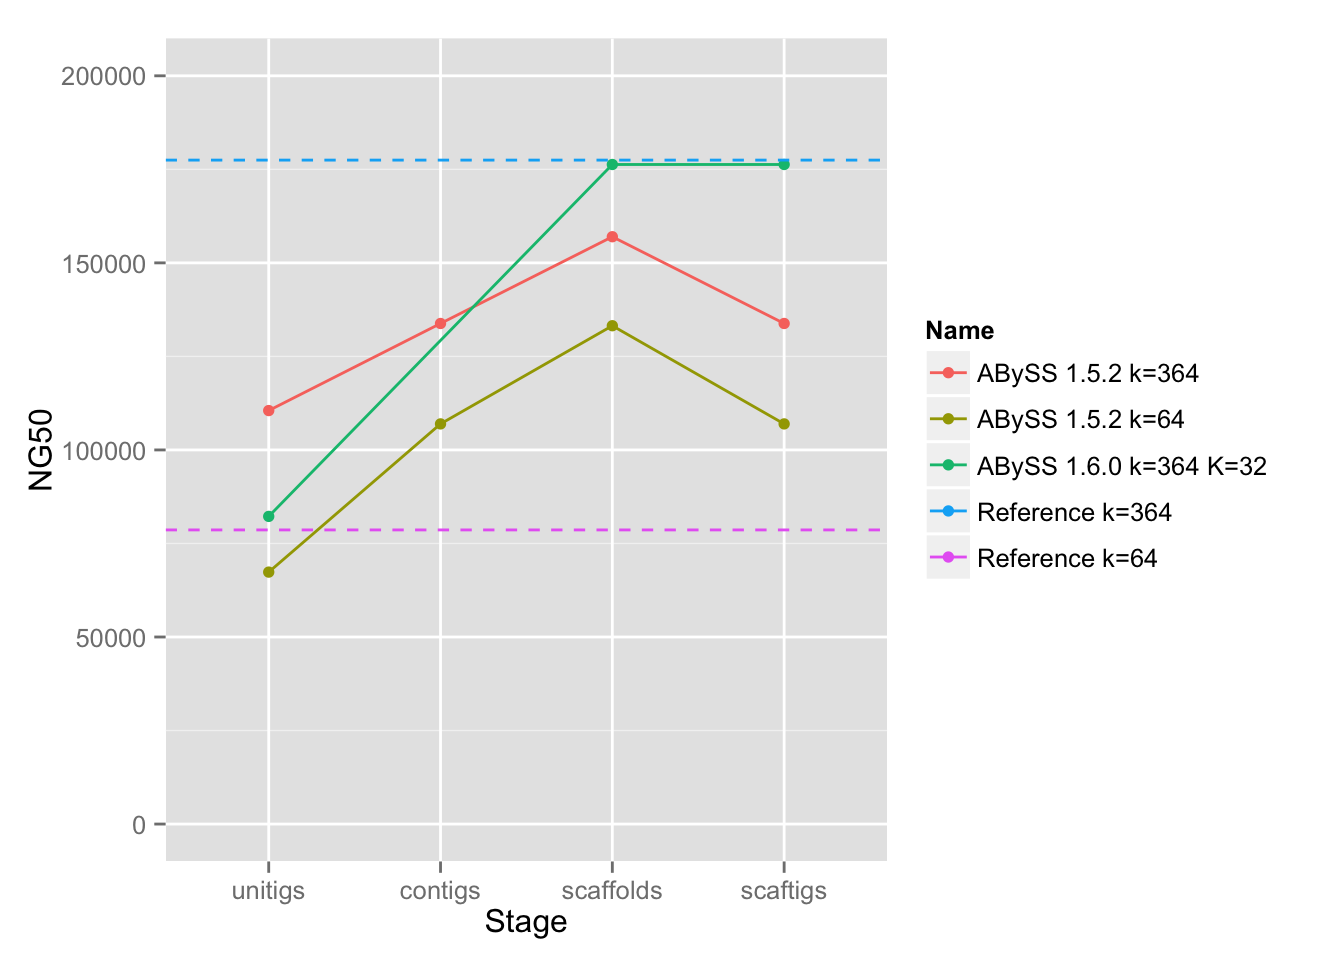 200000
150000
100000
50000
0
NG50
unitigs
contigs
scaffolds
scaftigs
Stage
Name
ABySS 1.5.2 k=364
ABySS 1.5.2 k=64
ABySS 1.6.0 k=364 K=32
Reference k=364
Reference k=64